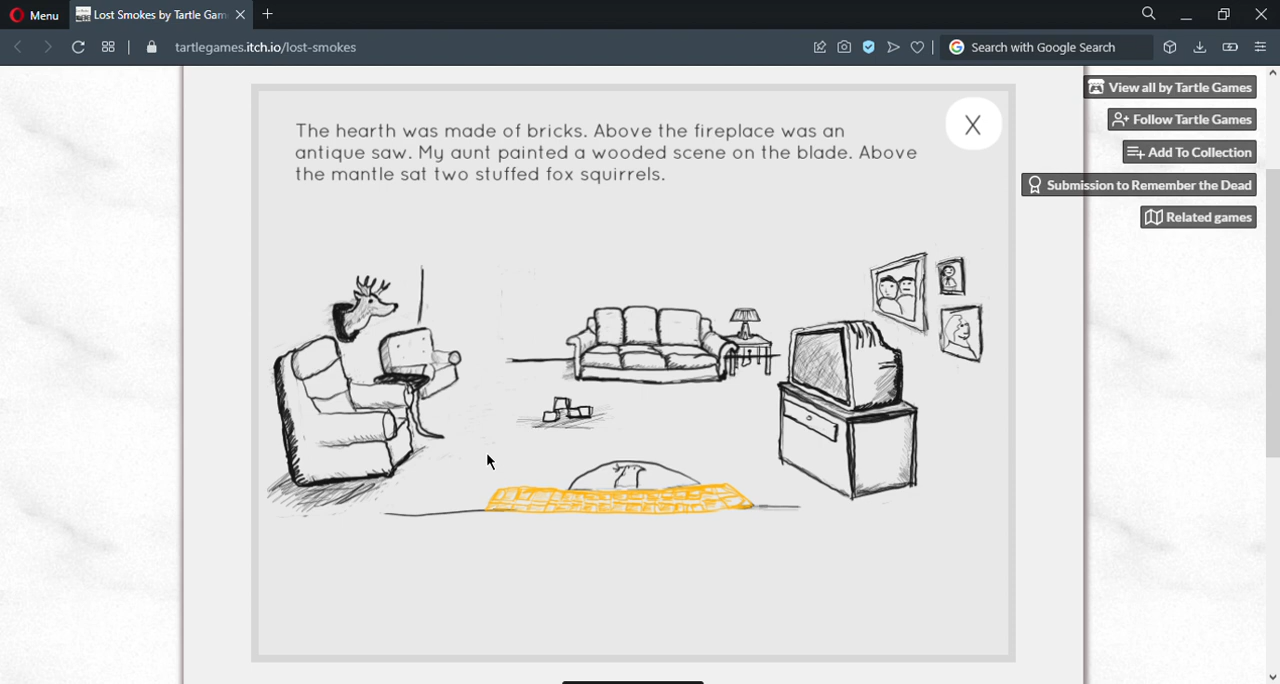 Menu
Lost Smokes by Tartle Gam
tartlegames.itch.io/lost-smokes
Search with Google Search
View all by Tartle Games
Follow Tartle Games
Add To Collection
Submission to Remember the Dead
Related games
The hearth was made of bricks. Above the fireplace was an
antique saw. My aunt painted a wooded scene on the blade. Above
the mantle sat two stuffed fox squirrels.
X